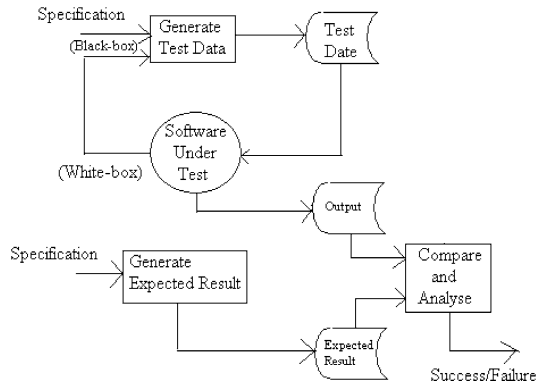 Specification
(Black-box)
Generate
Test Data
Test
Date
Software
Under
Test
(White-box)
Output
Specification
Generate
Expected Result
Compare
and
Analyse
Expected
Result
Success/Failure